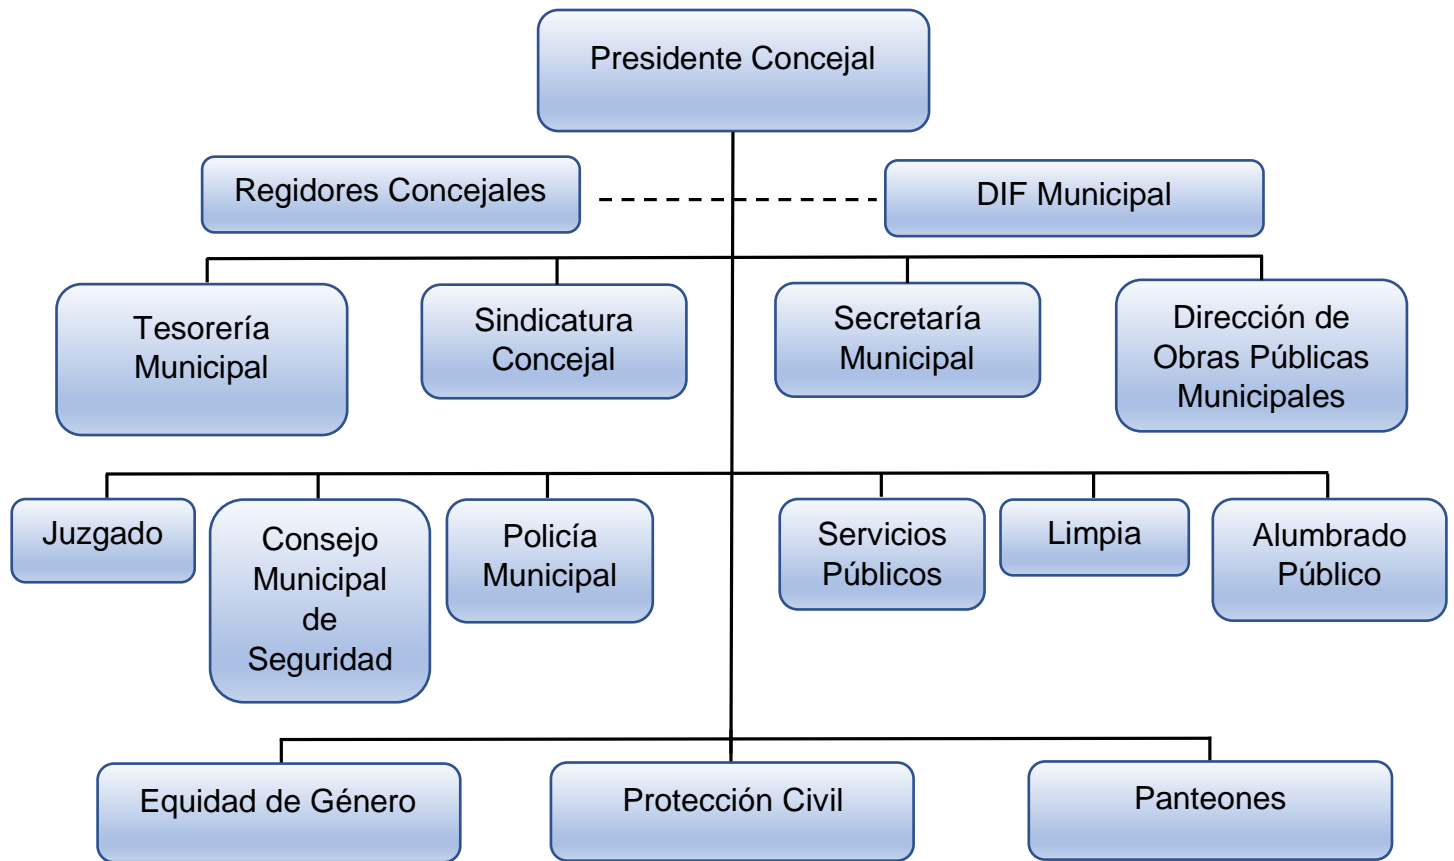 Presidente Concejal
Regidores Concejales
DIF Municipal
Tesorería
Municipal
Sindicatura
Concejal
Secretaría
Municipal
Dirección de
Obras Públicas
Municipales
Juzgado
Consejo
Municipal
de
Seguridad
Policía
Municipal
Servicios
Públicos
Limpia
Alumbrado
Público
Equidad de Género
Protección Civil
Panteones